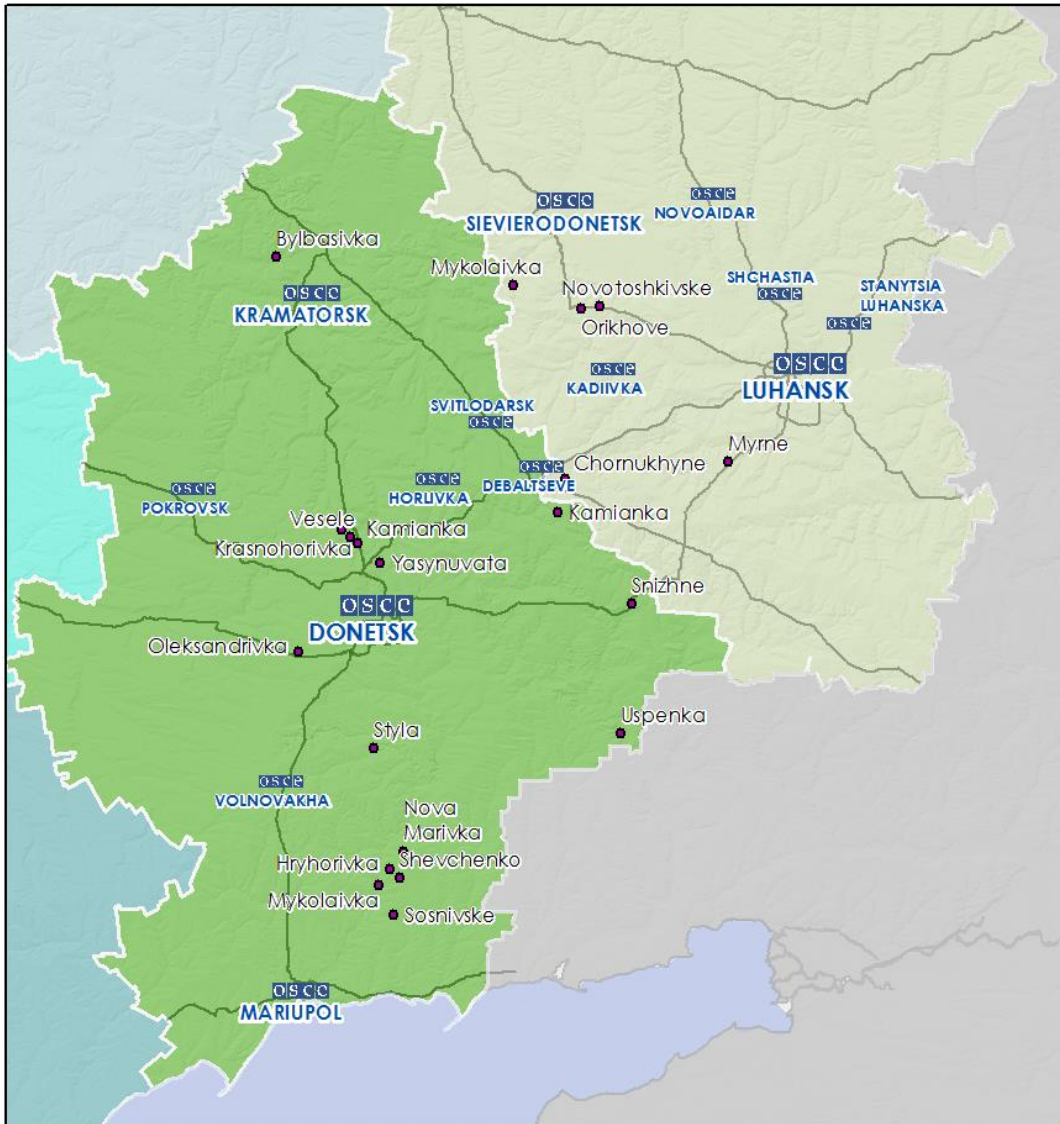 osce
SIEVIERODONETSK
osce
NOVOAIDAR
Bylbasivka
Mykolaivka
osce
KRAMATORSK
Novotoshkivske
Orikhove
SHCHASTIA
osce
STANYTSIA
LUHANSKA
osce
osce
KADIIVKA
osce
LUHANSK
SVITLODARSK
osce
Myrne
Chornukhyne
osce
DEBALTSEVE
osce
HORLIVKA
osce
POKROVSK
Kamianka
Vesele
Kamianka
Krasnohorivka
Yasynuvata
Snizhne
osce
DONETSK
Oleksandrivka
Styla
Uspenka
osce
VOLNOVAKHA
Nova
Marivka
Hryhorivka
Shevchenko
Mykolaivka
Sosnivske
osce
MARIUPOL